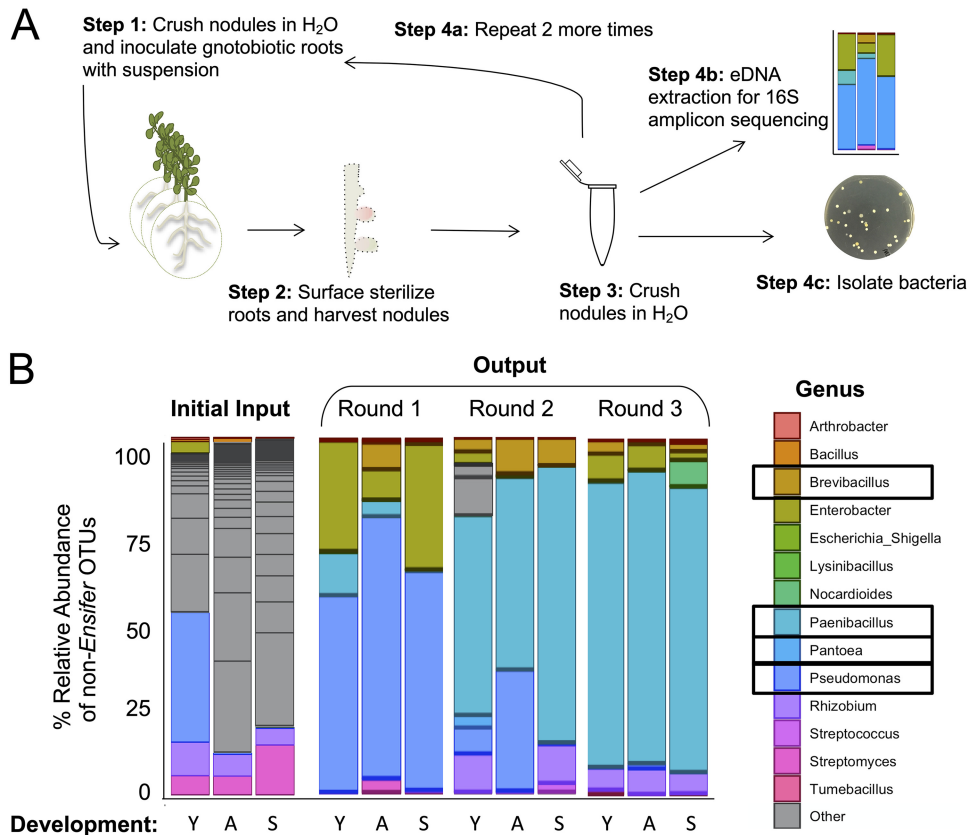 A
Step 1: Crush nodules in H₂O
and inoculate gnotobiotic roots
with suspension
Step 4a: Repeat 2 more times
Step 4b: eDNA
extraction for 16S
amplicon sequencing
Step 2: Surface sterilize
roots and harvest nodules
Step 3: Crush
nodules in H₂O
Step 4c: Isolate bacteria
B
Output
Initial Input
Round 1
Round 2
Round 3
% Relative Abundance
of non-Ensifer OTUs
100
75
50
25
0
Development: Y A S Y A S Y A S Y A S
Genus
Arthrobacter
Bacillus
Brevibacillus
Enterobacter
Escherichia_Shigella
Lysinibacillus
Nocardioides
Paenibacillus
Pantoea
Pseudomonas
Rhizobium
Streptococcus
Streptomyces
Tumebacillus
Other